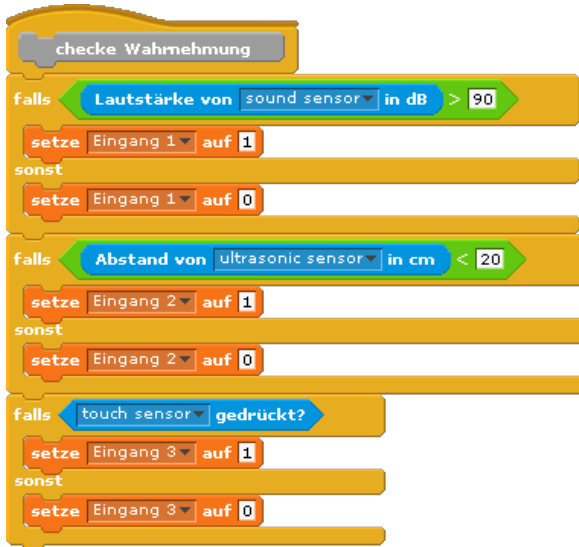 checke Wahrnehmung
falls Lautstärke von sound sensor in dB > 90
setze Eingang 1 auf 1
sonst
setze Eingang 1 auf 0
falls Abstand von ultrasonic sensor in cm < 20
setze Eingang 2 auf 1
sonst
setze Eingang 2 auf 0
falls touch sensor gedrückt?
setze Eingang 3 auf 1
sonst
setze Eingang 3 auf 0